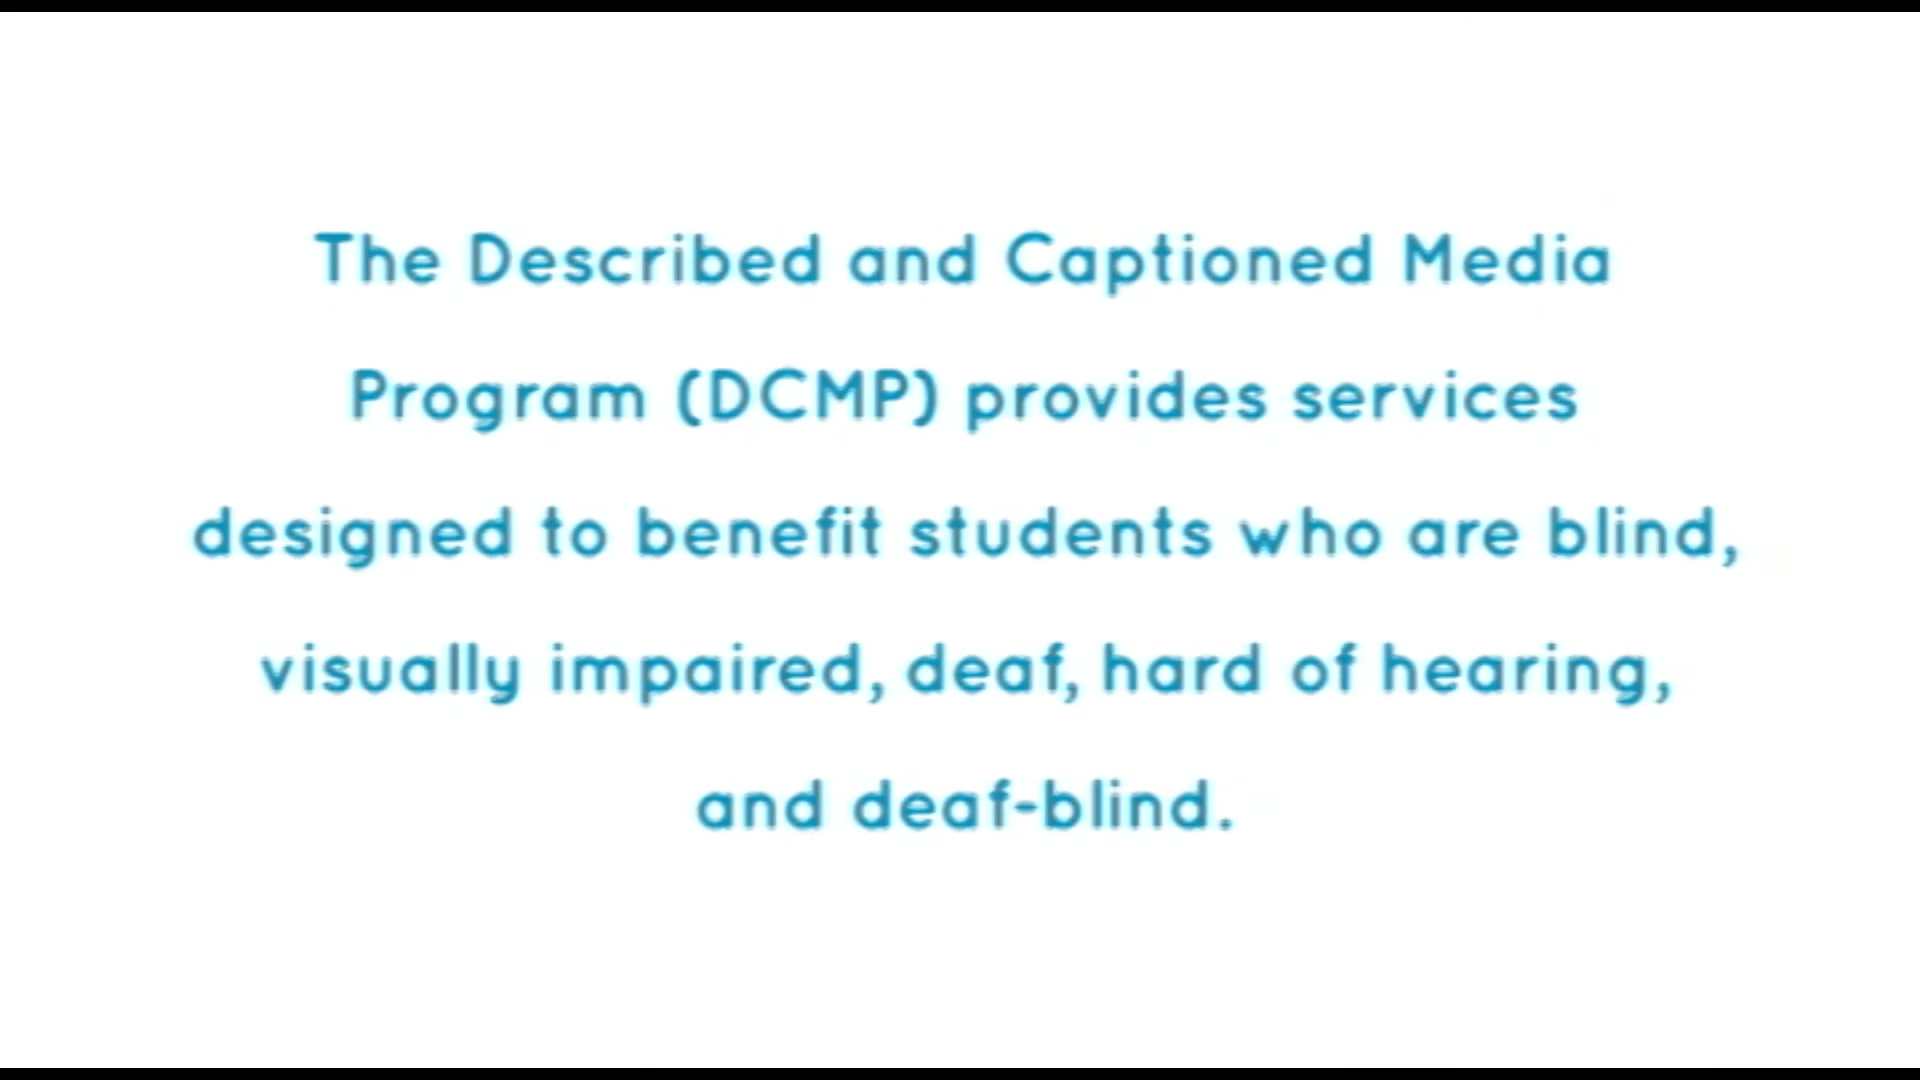 The Described and Captioned Media
Program (DCMP) provides services
designed to benefit students who are blind,
visually impaired, deaf, hard of hearing,
and deaf-blind.